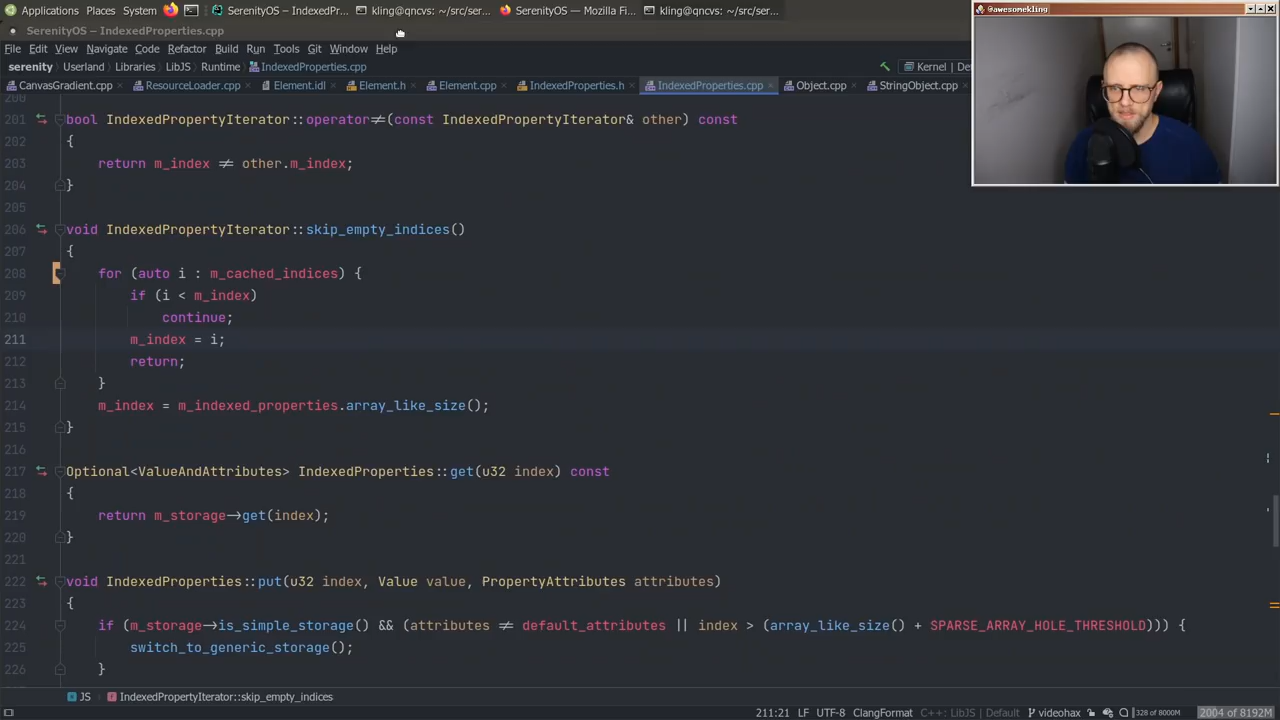 Applications Places System SerenityOS – IndexedPr... kling@qncvs: ~/src/ser... SerenityOS – Mozilla Fi... kling@qncvs: ~/src/ser...
@awesomekling
SerenityOS – IndexedProperties.cpp
File Edit View Navigate Code Refactor Build Run Tools Git Window Help
serenity Userland Libraries LibJS Runtime IndexedProperties.cpp Kernel | De
CanvasGradient.cpp ResourceLoader.cpp Element.idl Element.h Element.cpp IndexedProperties.h IndexedProperties.cpp Object.cpp StringObject.cpp
200
201 bool IndexedPropertyIterator::operator≠(const IndexedPropertyIterator& other) const
202 {
203 return m_index ≠ other.m_index;
204 }
205
206 void IndexedPropertyIterator::skip_empty_indices()
207 {
208 for (auto i : m_cached_indices) {
209 if (i < m_index)
210 continue;
211 m_index = i;
212 return;
213 }
214 m_index = m_indexed_properties.array_like_size();
215 }
216
217 Optional<ValueAndAttributes> IndexedProperties::get(u32 index) const
218 {
219 return m_storage→get(index);
220 }
221
222 void IndexedProperties::put(u32 index, Value value, PropertyAttributes attributes)
223 {
224 if (m_storage→is_simple_storage() && (attributes ≠ default_attributes || index > (array_like_size() + SPARSE_ARRAY_HOLE_THRESHOLD))) {
225 switch_to_generic_storage();
226 }
JS IndexedPropertyIterator::skip_empty_indices
211:21 LF UTF-8 ClangFormat C++: LibJS | Default videohax 328 of 8000M 2004 of 8192M